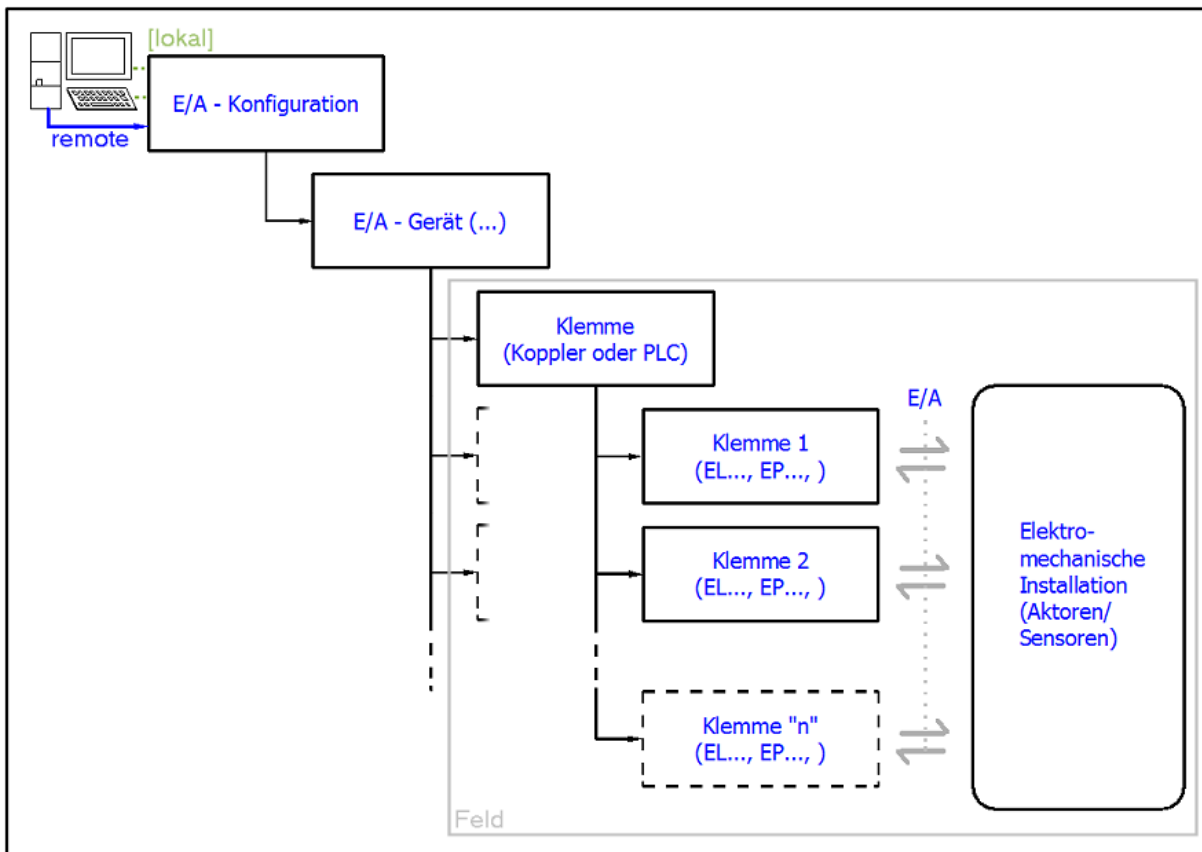 [lokal]
E/A - Konfiguration
remote
E/A - Gerät (...)
Klemme
(Koppler oder PLC)
E/A
Klemme 1
(EL..., EP..., )
Klemme 2
(EL..., EP..., )
Klemme "n"
(EL..., EP..., )
Elektro-
mechanische
Installation
(Aktoren/
Sensoren)
Feld